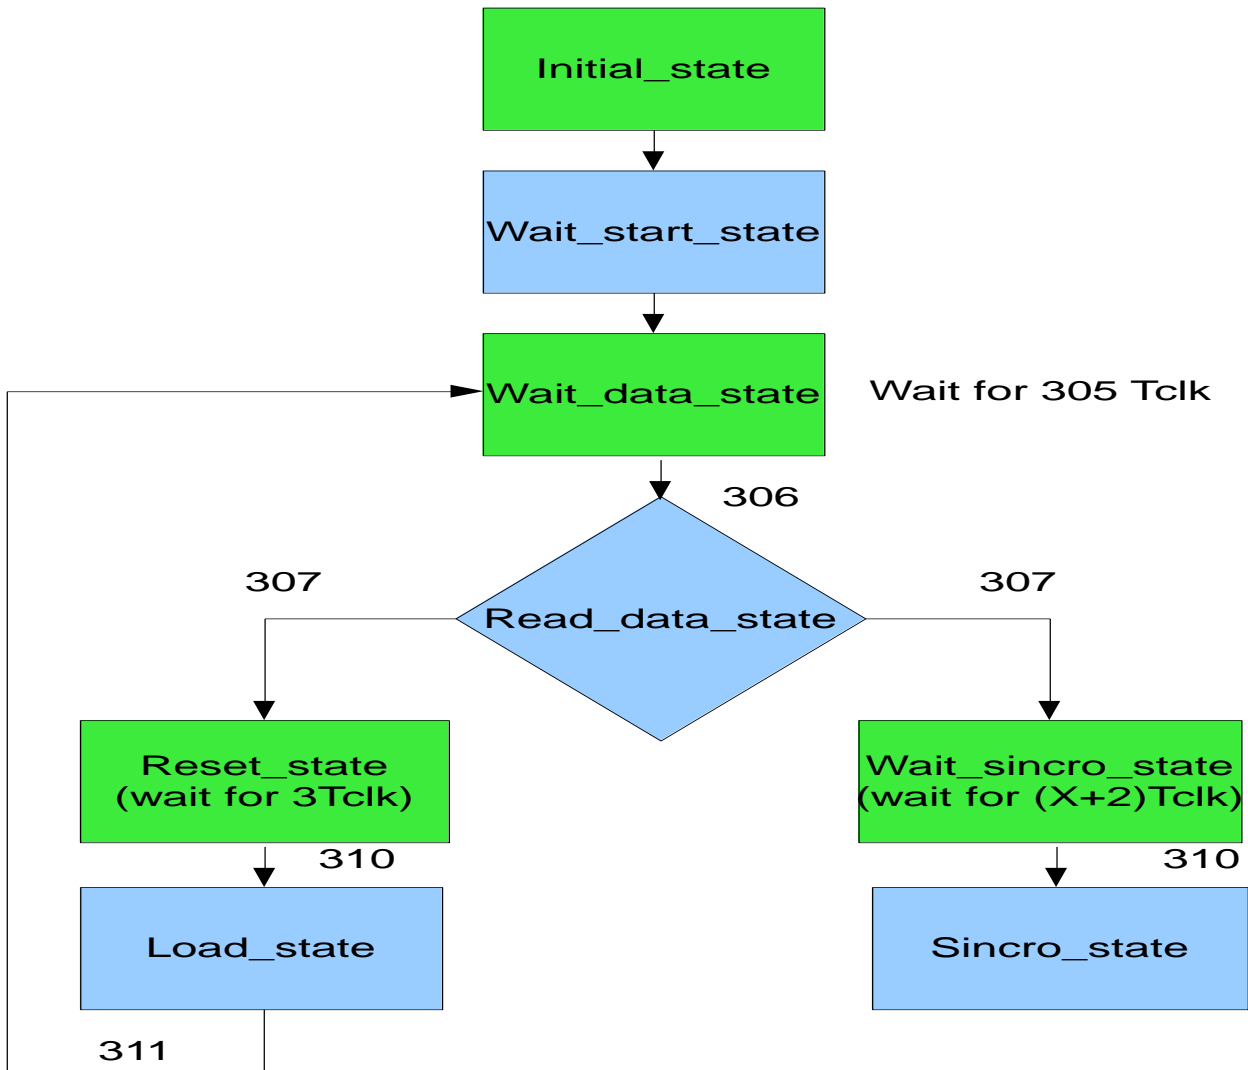 Initial_state
Wait_start_state
Wait_data_state
Wait for 305 Tclk
306
307
307
Read_data_state
Reset_state
(wait for 3Tclk)
Wait_sincro_state
(wait for (X+2)Tclk)
310
310
Load_state
Sincro_state
311